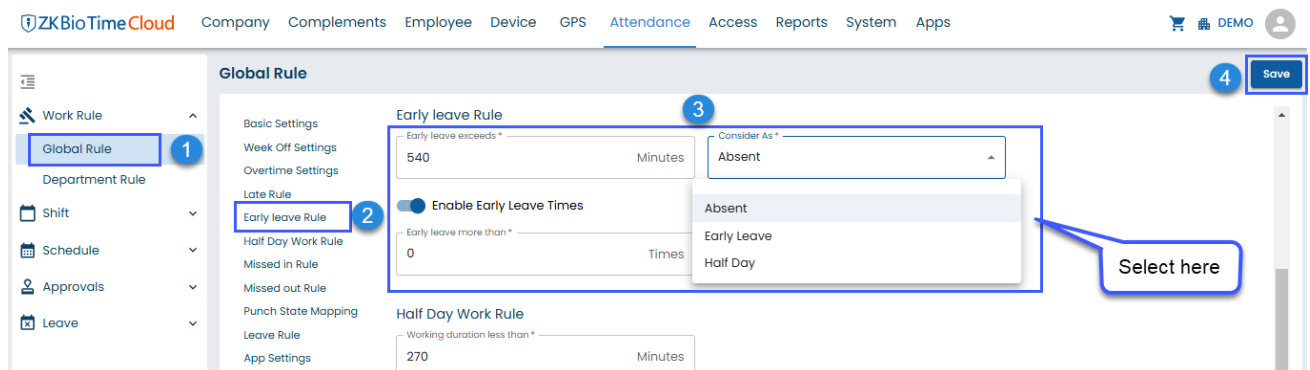 ZKBioTime Cloud Company Complements Employee Device GPS Attendance Access Reports System Apps DEMO
Global Rule 4 Save
Work Rule
Global Rule 1
Department Rule
Shift
Schedule
Approvals
Leave
Basic Settings
Week Off Settings
Overtime Settings
Late Rule
Early leave Rule 2
Half Day Work Rule
Missed in Rule
Missed out Rule
Punch State Mapping
Leave Rule
App Settings
Early leave Rule 3
Early leave exceeds *
540 Minutes
Consider As *
Absent
Absent
Early Leave
Half Day
Enable Early Leave Times
Early leave more than *
0 Times
Select here
Half Day Work Rule
Working duration less than *
270 Minutes